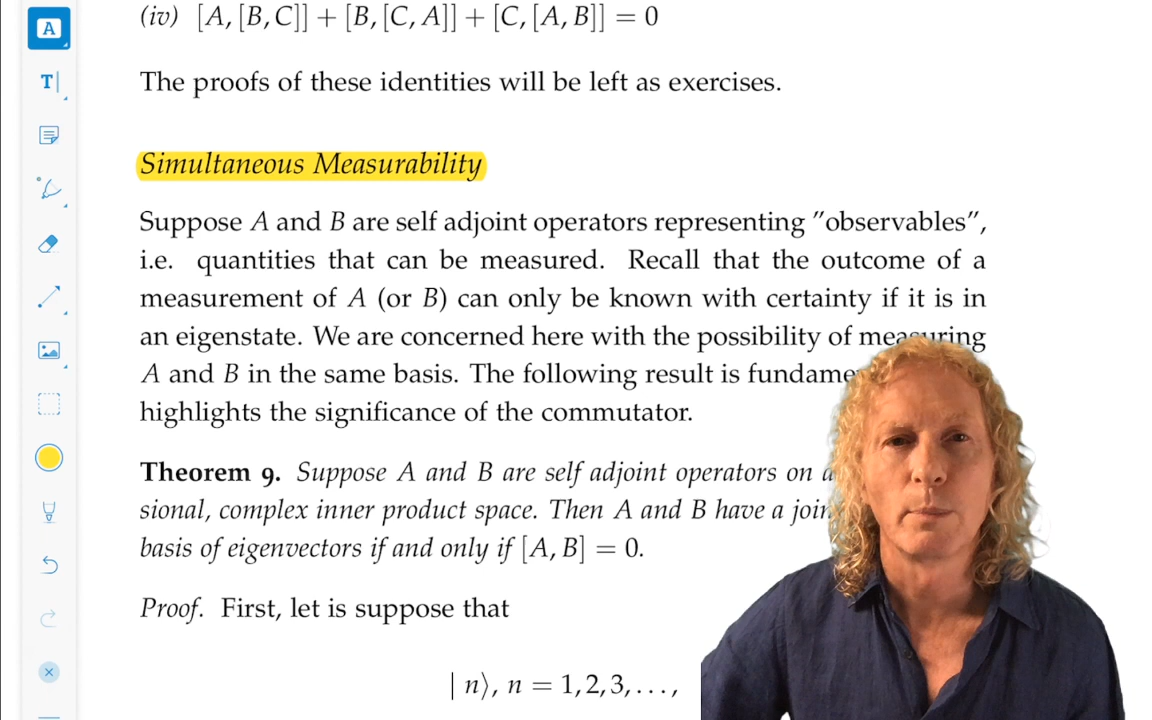 (iv) [A, [B, C]] + [B, [C, A]] + [C, [A, B]] = 0
The proofs of these identities will be left as exercises.
Simultaneous Measurability
Suppose A and B are self adjoint operators representing ”observables”,
i.e. quantities that can be measured. Recall that the outcome of a
measurement of A (or B) can only be known with certainty if it is in
an eigenstate. We are concerned here with the possibility of measuring
A and B in the same basis. The following result is
highlights the significance of the commutator.
Theorem 9. Suppose A and B are self adjoint operators on
sional, complex inner product space. Then A and B have a
basis of eigenvectors if and only if [A, B] = 0.
Proof. First, let is suppose that
| n⟩, n = 1, 2, 3, . . . ,
A
T